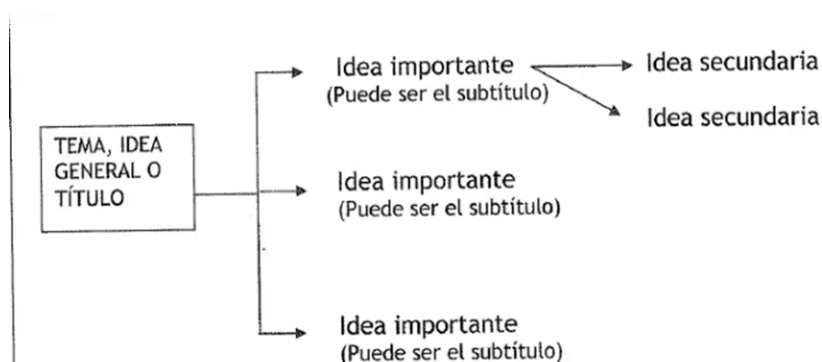 TEMA, IDEA
GENERAL O
TÍTULO
Idea importante
(Puede ser el subtítulo)
Idea secundaria
Idea secundaria
Idea importante
(Puede ser el subtítulo)
Idea importante
(Puede ser el subtítulo)